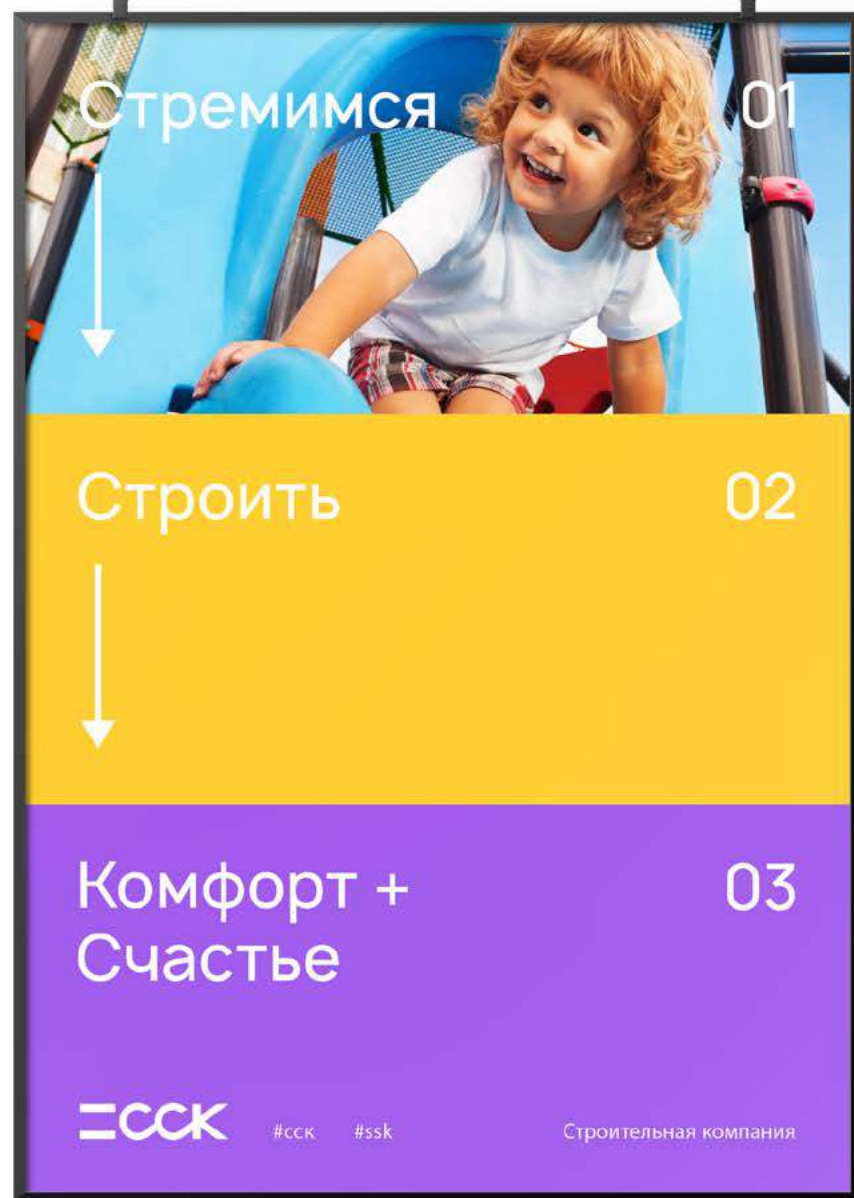 Стремимся
01
Строить
02
Комфорт +
03
Счастье
ССК
#сск
#ssk
Строительная компания